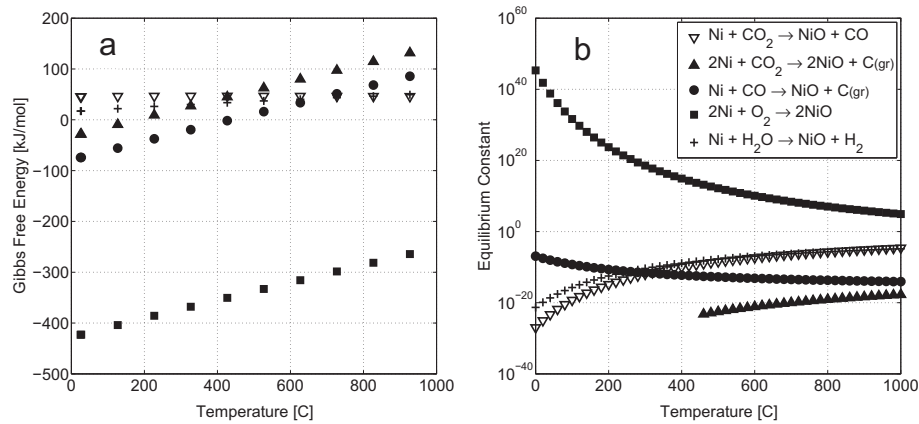 a
200
100
0
−100
−200
−300
−400
−500
Gibbs Free Energy [kJ/mol]
0 200 400 600 800 1000
Temperature [C]
b
10^60
10^40
10^20
10^0
10^−20
10^−40
Equilibrium Constant
0 200 400 600 800 1000
Temperature [C]
Ni + CO₂ → NiO + CO
2Ni + CO₂ → 2NiO + C(gr)
Ni + CO → NiO + C(gr)
2Ni + O₂ → 2NiO
Ni + H₂O → NiO + H₂